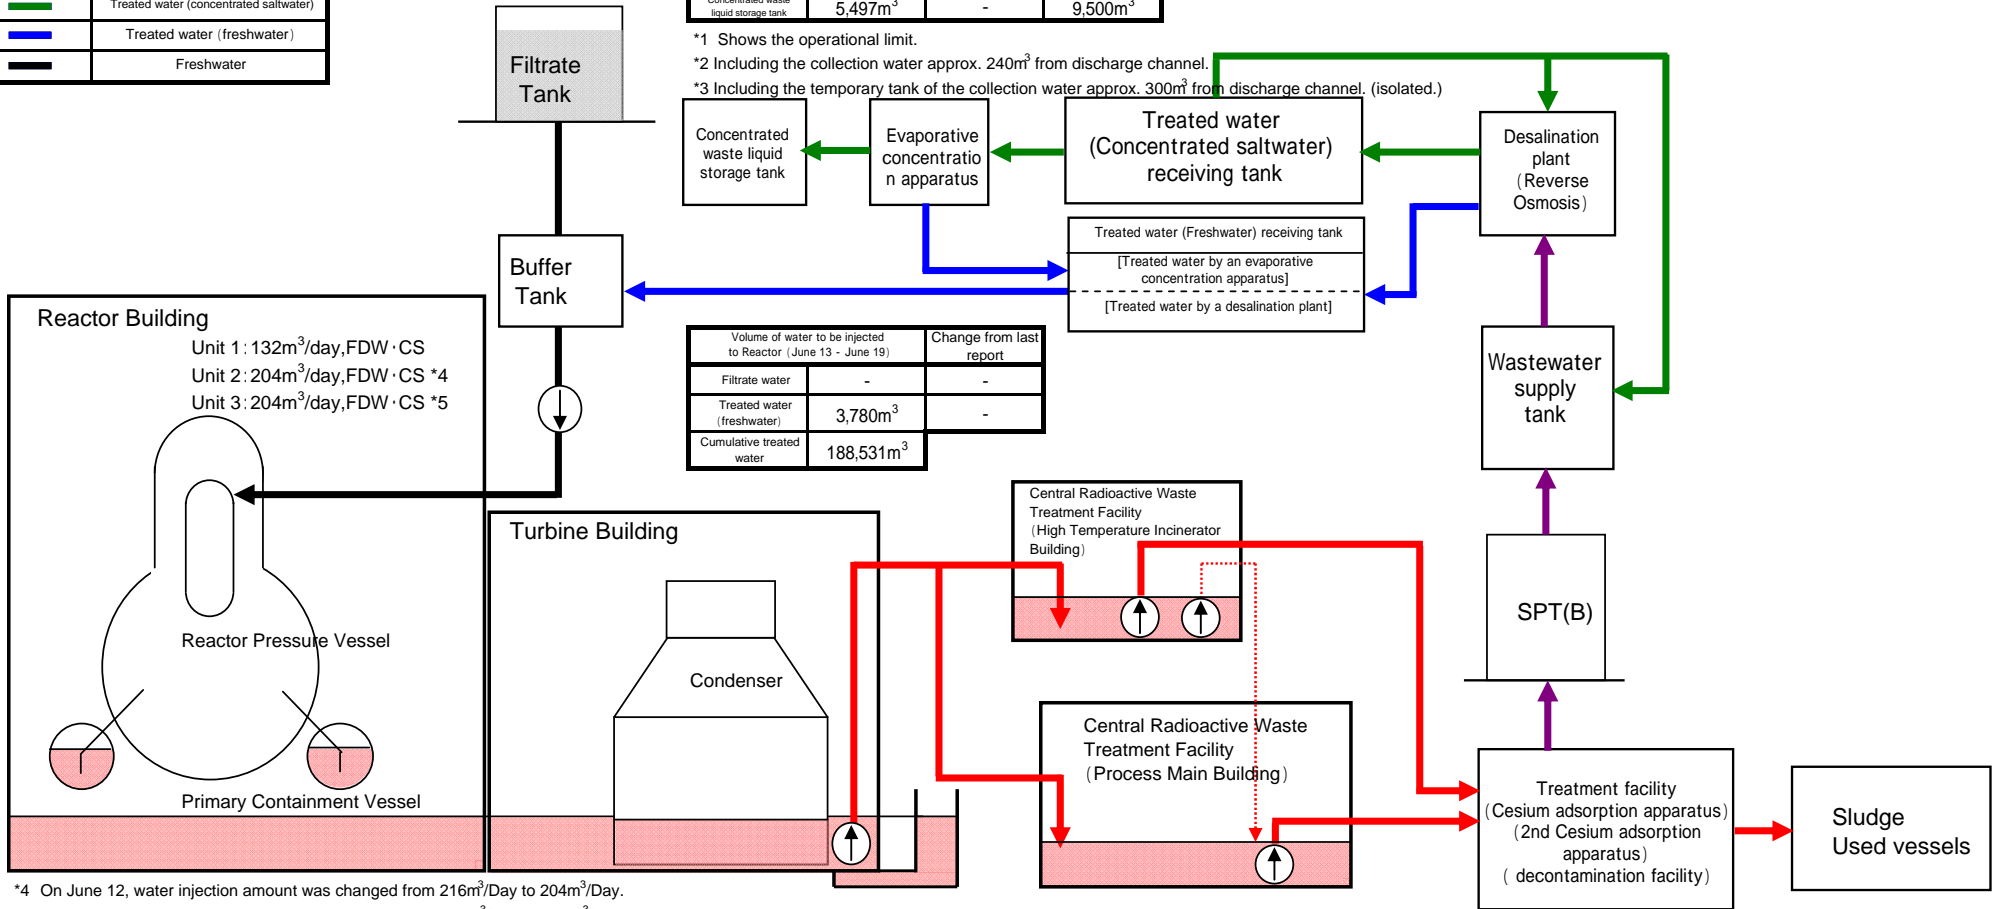 Treated water (concentrated saltwater)
Treated water (freshwater)
Freshwater
Concentrated waste
liquid storage tank
5,497m3
-
9,500m3
*1 Shows the operational limit.
*2 Including the collection water approx. 240m3 from discharge channel.
*3 Including the temporary tank of the collection water approx. 300m3 from discharge channel. (isolated.)
Filtrate
Tank
Concentrated
waste liquid
storage tank
Evaporative
concentratio
n apparatus
Treated water
(Concentrated saltwater)
receiving tank
Desalination
plant
(Reverse
Osmosis)
Treated water (Freshwater) receiving tank
[Treated water by an evaporative
concentration apparatus]
[Treated water by a desalination plant]
Buffer
Tank
Reactor Building
Unit 1:132m3/day,FDW・CS
Unit 2:204m3/day,FDW・CS *4
Unit 3:204m3/day,FDW・CS *5
Volume of water to be injected
to Reactor (June 13 - June 19)
Change from last
report
Filtrate water
-
-
Treated water
(freshwater)
3,780m3
-
Cumulative treated
water
188,531m3
Wastewater
supply
tank
Central Radioactive Waste
Treatment Facility
(High Temperature Incinerator
Building)
Turbine Building
SPT(B)
Reactor Pressure Vessel
Condenser
Central Radioactive Waste
Treatment Facility
(Process Main Building)
Primary Containment Vessel
Treatment facility
(Cesium adsorption apparatus)
(2nd Cesium adsorption
apparatus)
( decontamination facility)
Sludge
Used vessels
*4 On June 12, water injection amount was changed from 216m3/Day to 204m3/Day.